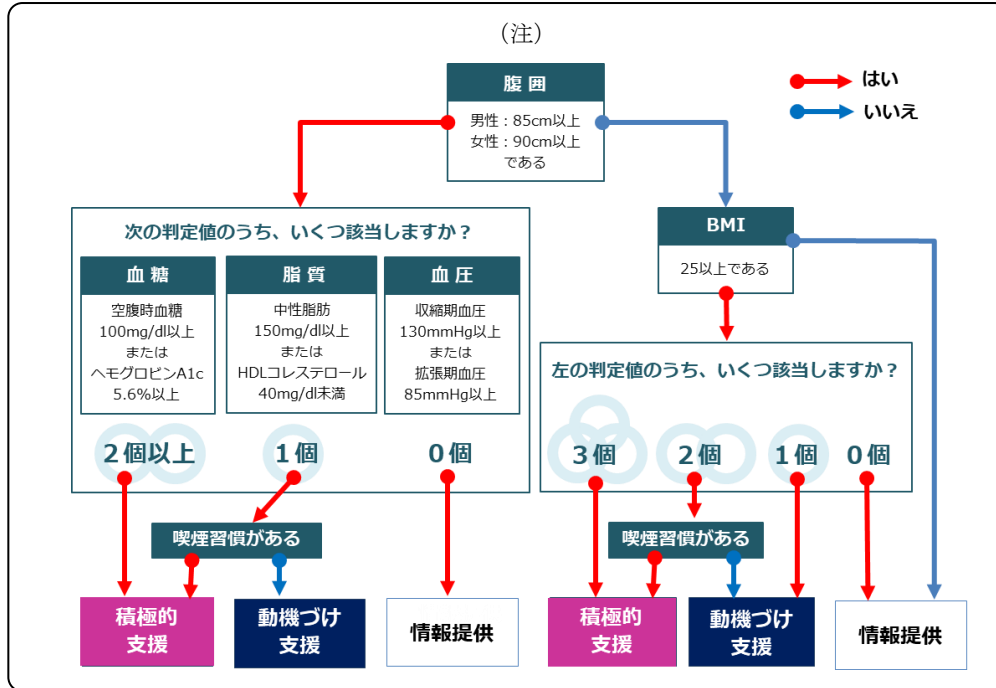 (注)
腹囲
男性：85cm以上
女性：90cm以上
である
はい
いいえ
次の判定値のうち、いくつ該当しますか？
血糖
空腹時血糖
100mg/dl以上
または
ヘモグロビンA1c
5.6%以上
脂質
中性脂肪
150mg/dl以上
または
HDLコレステロール
40mg/dl未満
血圧
収縮期血圧
130mmHg以上
または
拡張期血圧
85mmHg以上
２個以上
１個
０個
BMI
25以上である
左の判定値のうち、いくつ該当しますか？
３個
２個
１個
０個
喫煙習慣がある
喫煙習慣がある
積極的
支援
動機づけ
支援
情報提供
積極的
支援
動機づけ
支援
情報提供